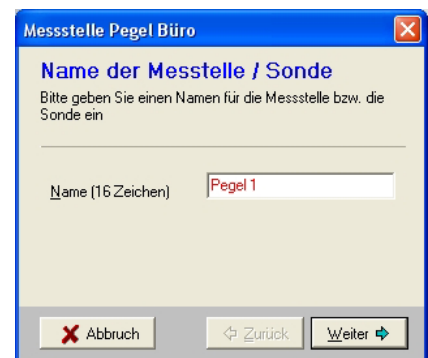 Messstelle Pegel Büro
Name der Messtelle / Sonde
Bitte geben Sie einen Namen für die Messstelle bzw. die
Sonde ein
Name (16 Zeichen)
Pegel 1
Abbruch
Zurück
Weiter